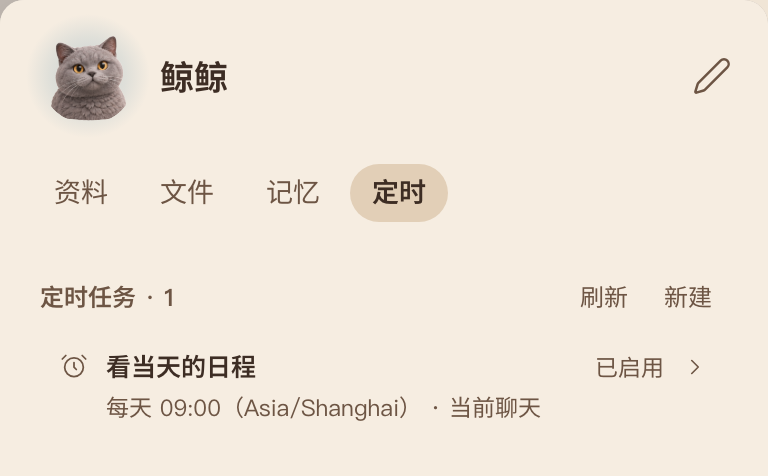 鲸鲸
资料 文件 记忆 定时
定时任务 · 1 刷新 新建
看当天的日程 已启用
每天 09:00（Asia/Shanghai） · 当前聊天